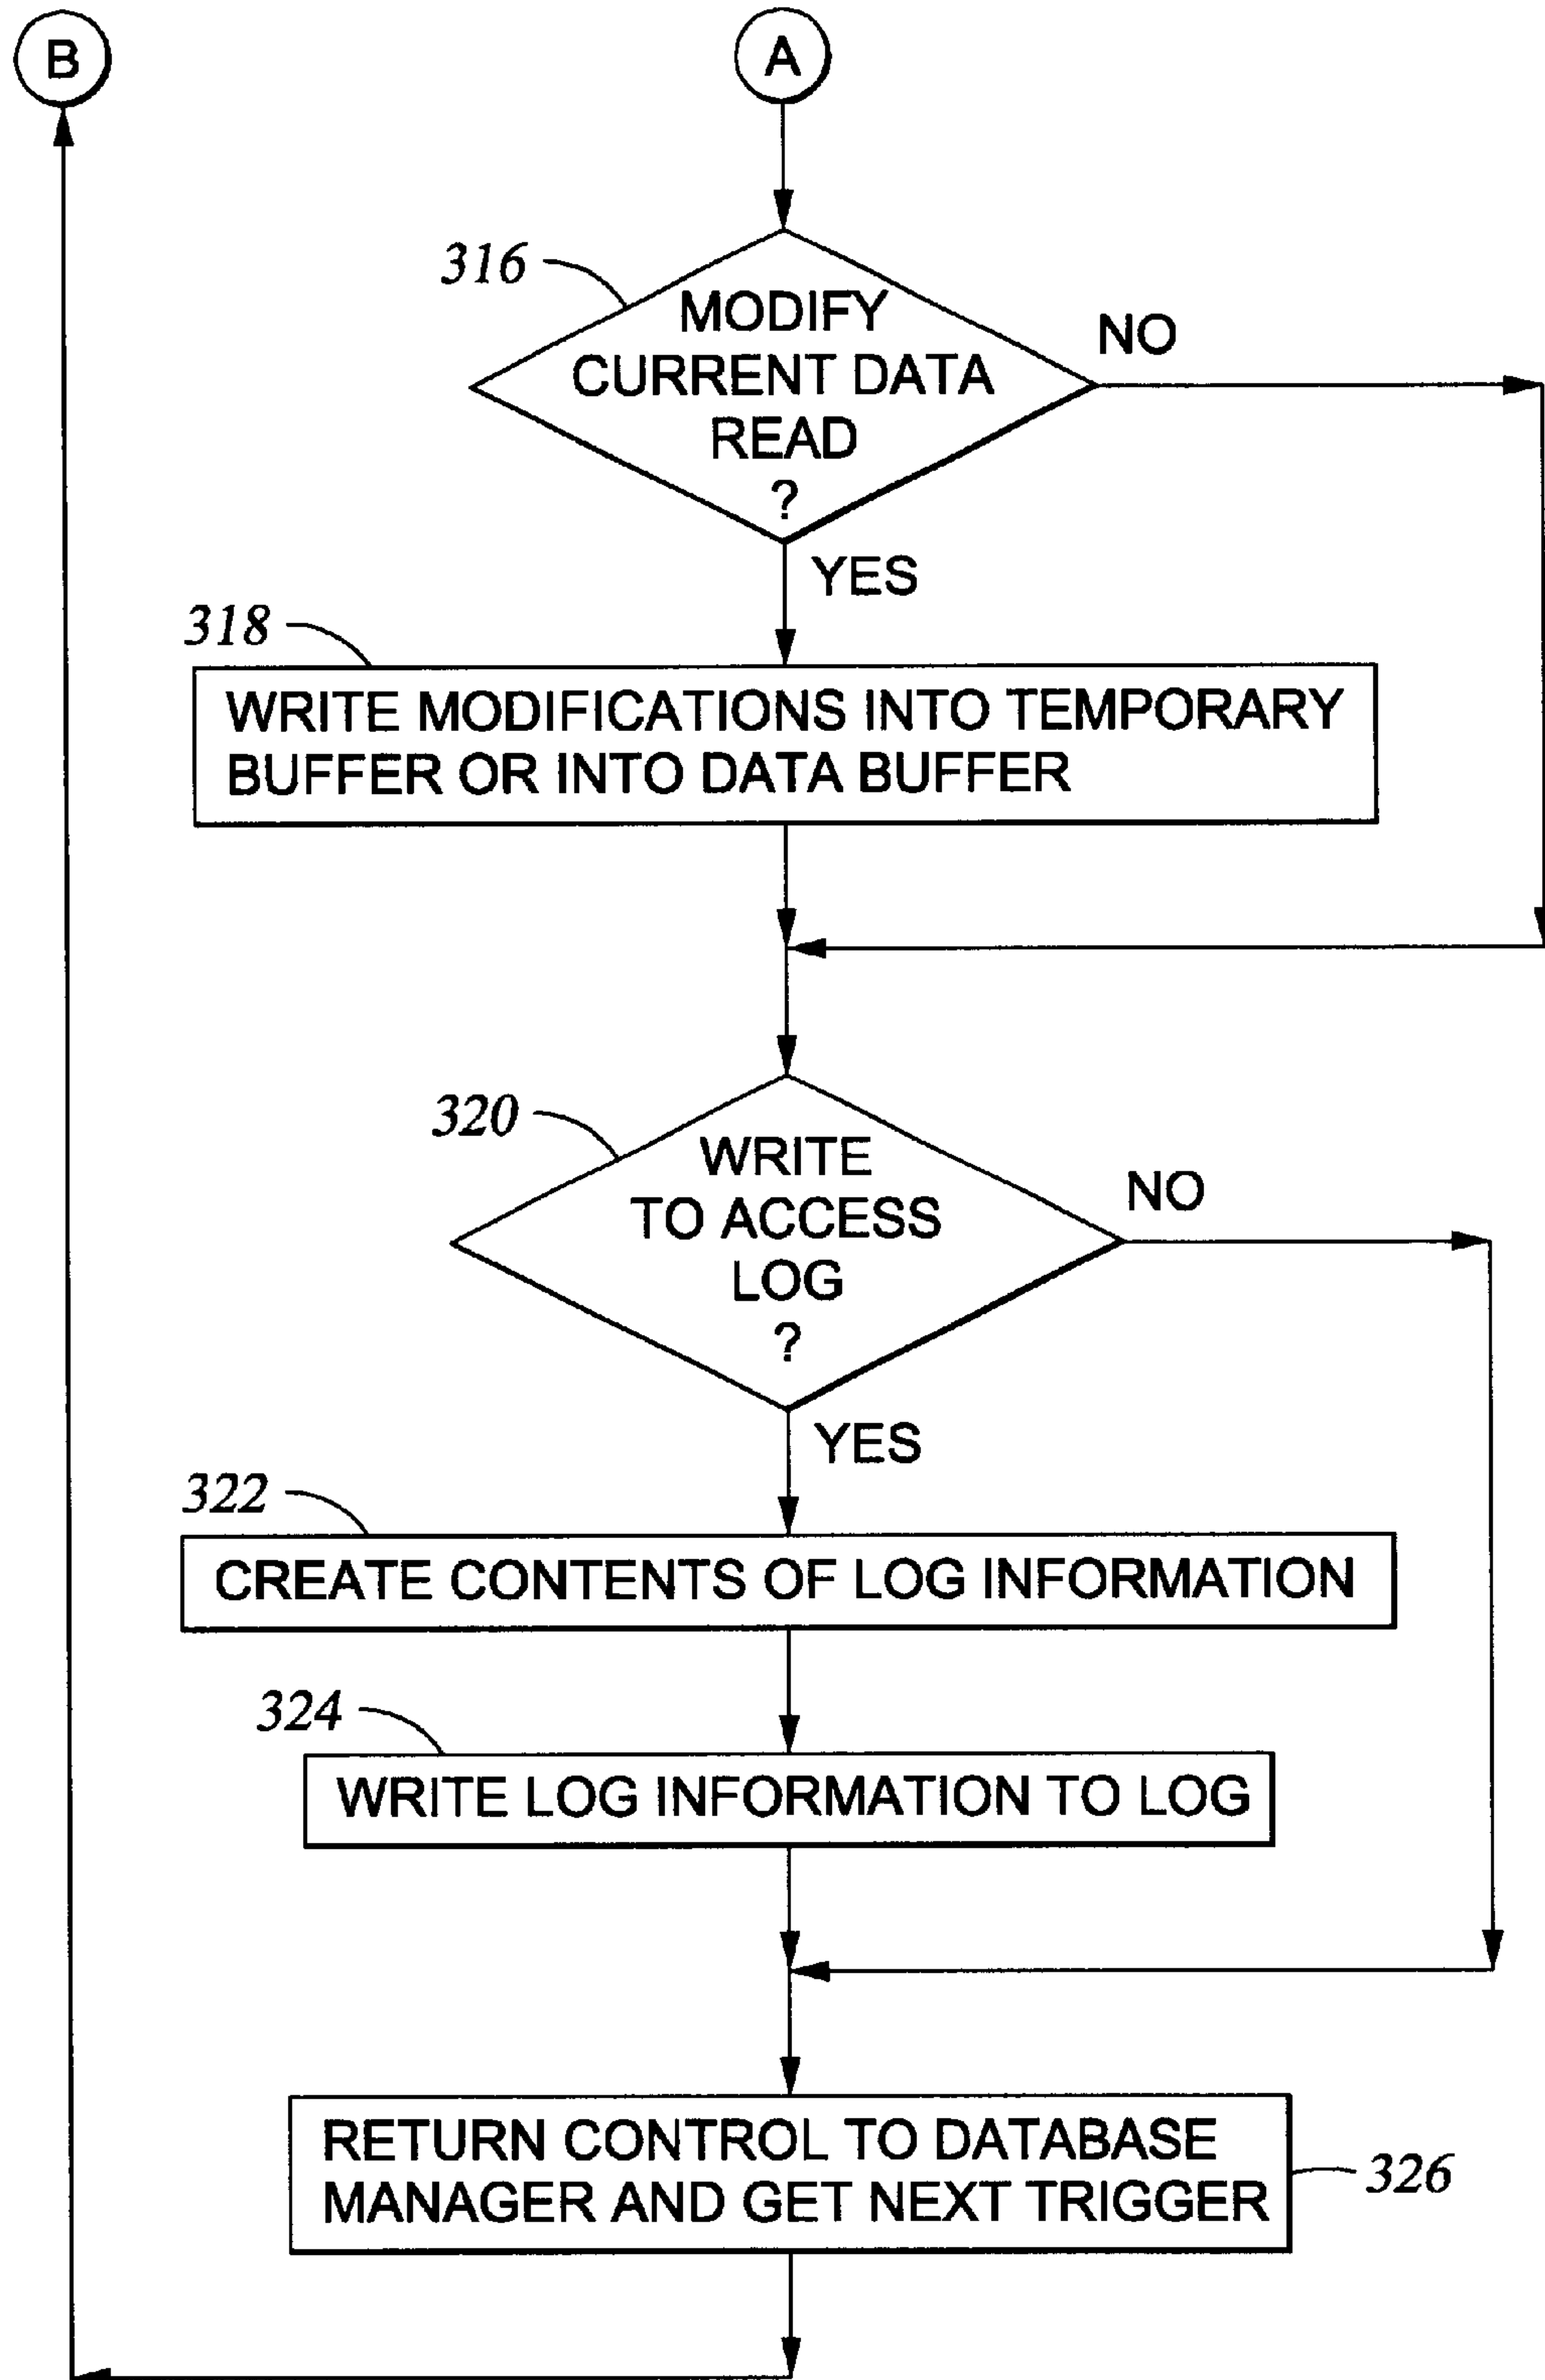 B
A
316
MODIFY
CURRENT DATA
READ
?
NO
YES
318
WRITE MODIFICATIONS INTO TEMPORARY
BUFFER OR INTO DATA BUFFER
320
WRITE
TO ACCESS
LOG
?
NO
YES
322
CREATE CONTENTS OF LOG INFORMATION
324
WRITE LOG INFORMATION TO LOG
RETURN CONTROL TO DATABASE
MANAGER AND GET NEXT TRIGGER
326